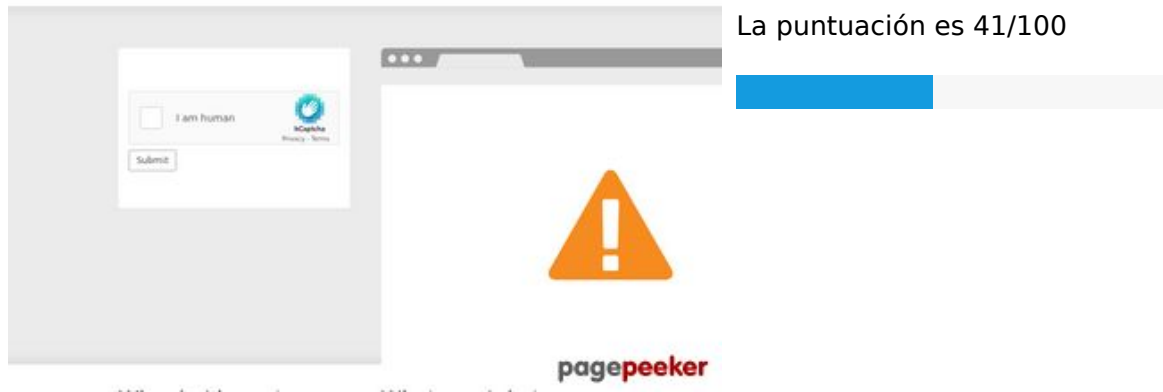 La puntuación es 41/100
I am human
hCaptcha
Privacy - Terms
Submit
pagepeeker